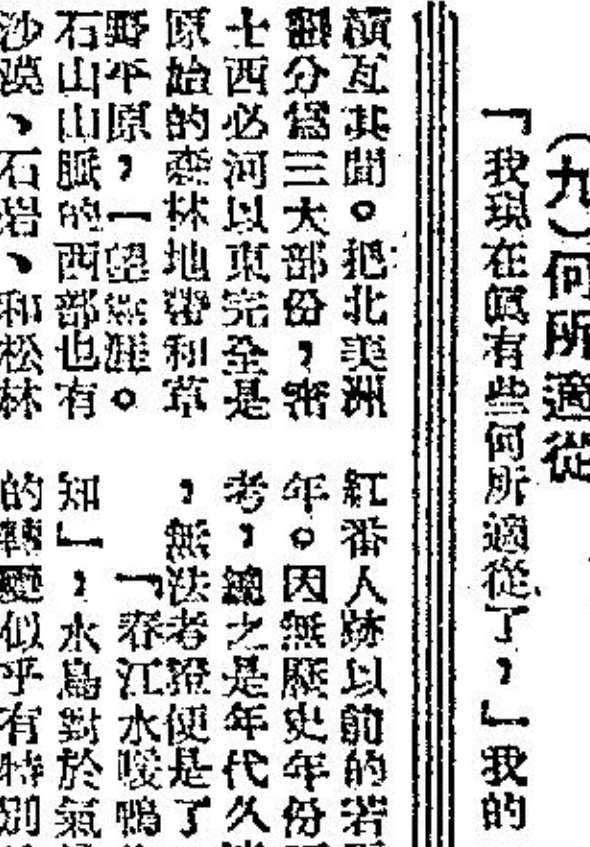 (九)何所適從
「我現在眞有些何所適從了,」我的
橫亙其間。把北美洲
劃分爲三大部份,密
士西必河以東完全是
原始的森林地帶和草
野平原,一望無涯。
石山山脈的西部也有
沙漠、石岩、和松林
紅番人跡以前的若
年。因無歷史年份
考,總之是年代久
,無法考證便是了
「春江水暖鴨
知」,水鳥對於氣
的轉變似乎有特別